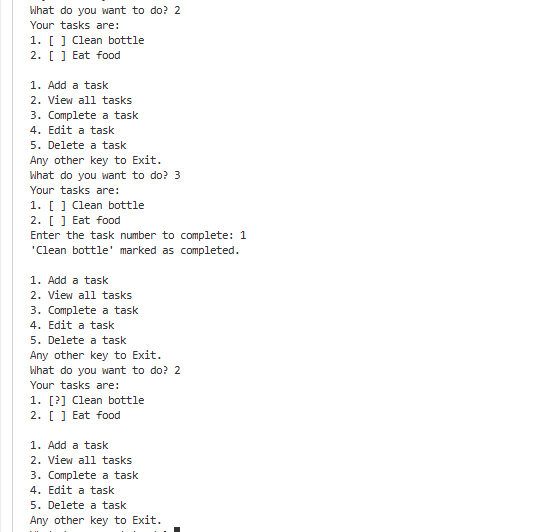 What do you want to do? 2
Your tasks are:
1. [ ] Clean bottle
2. [ ] Eat food
1. Add a task
2. View all tasks
3. Complete a task
4. Edit a task
5. Delete a task
Any other key to Exit.
What do you want to do? 3
Your tasks are:
1. [ ] Clean bottle
2. [ ] Eat food
Enter the task number to complete: 1
'Clean bottle' marked as completed.
1. Add a task
2. View all tasks
3. Complete a task
4. Edit a task
5. Delete a task
Any other key to Exit.
What do you want to do? 2
Your tasks are:
1. [?] Clean bottle
2. [ ] Eat food
1. Add a task
2. View all tasks
3. Complete a task
4. Edit a task
5. Delete a task
Any other key to Exit.